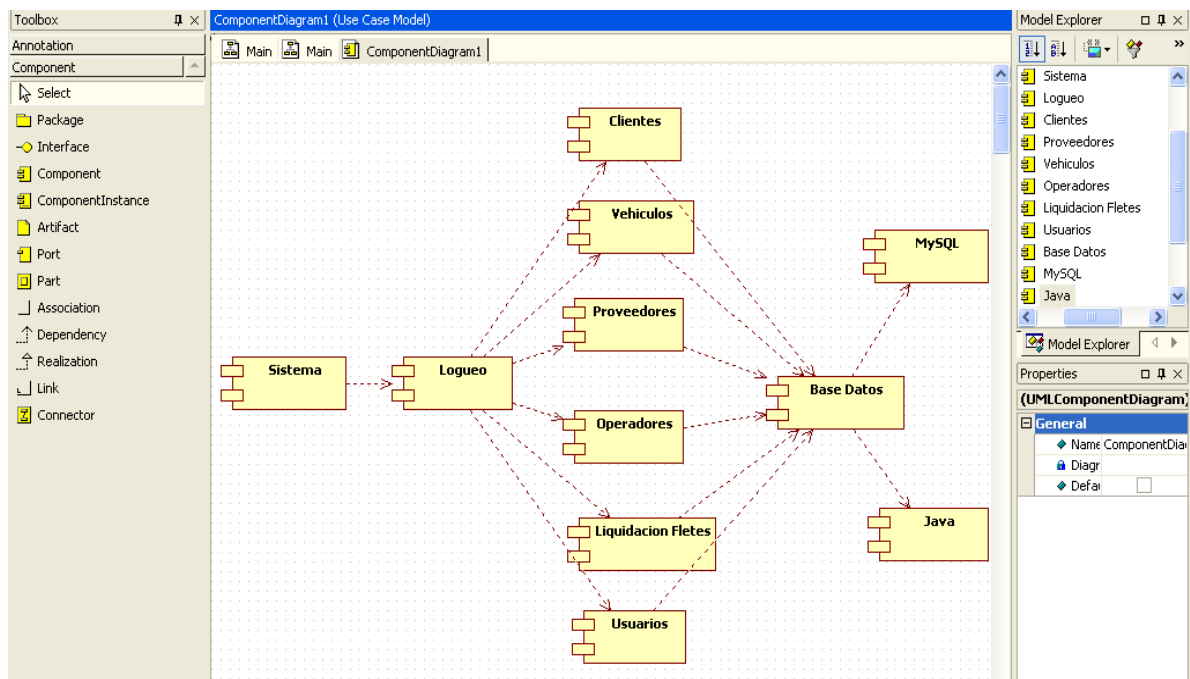 Toolbox
Annotation
Component
Select
Package
Interface
Component
ComponentInstance
Artifact
Port
Part
Association
Dependency
Realization
Link
Connector
ComponentDiagram1 (Use Case Model)
Main Main ComponentDiagram1
Clientes
Vehiculos
MySQL
Proveedores
Sistema
Logueo
Base Datos
Operadores
Liquidacion Fletes
Java
Usuarios
Model Explorer
Sistema
Logueo
Clientes
Proveedores
Vehiculos
Operadores
Liquidacion Fletes
Usuarios
Base Datos
MySQL
Java
Model Explorer
Properties
(UMLComponentDiagram)
General
Name ComponentDia
Diagr
Defa